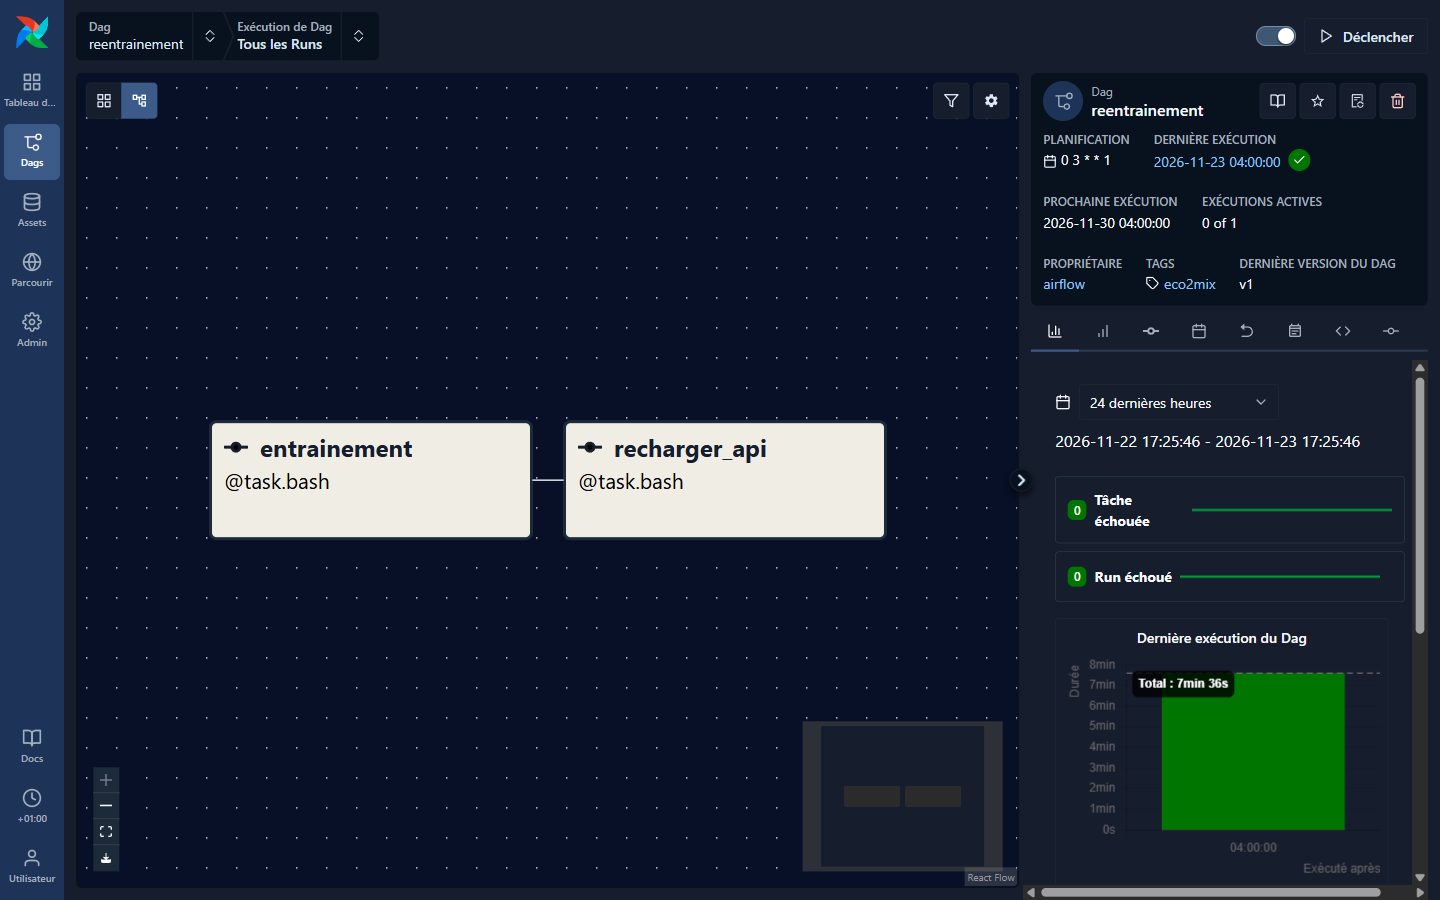 Dag
reentrainement
Exécution de Dag
Tous les Runs
Déclencher
Tableau d...
Dags
Assets
Parcourir
Admin
Docs
+01:00
Utilisateur
entrainement
@task.bash
recharger_api
@task.bash
React Flow
Dag
reentrainement
PLANIFICATION
DERNIÈRE EXÉCUTION
0 3 * * 1
2026-11-23 04:00:00
PROCHAINE EXÉCUTION
EXÉCUTIONS ACTIVES
2026-11-30 04:00:00
0 of 1
PROPRIÉTAIRE
TAGS
DERNIÈRE VERSION DU DAG
airflow
eco2mix
v1
24 dernières heures
2026-11-22 17:25:46 - 2026-11-23 17:25:46
0 Tâche
échouée
0 Run échoué
Dernière exécution du Dag
Durée
8min
7min
6min
5min
4min
3min
2min
1min
0s
Total : 7min 36s
04:00:00
Exécuté après